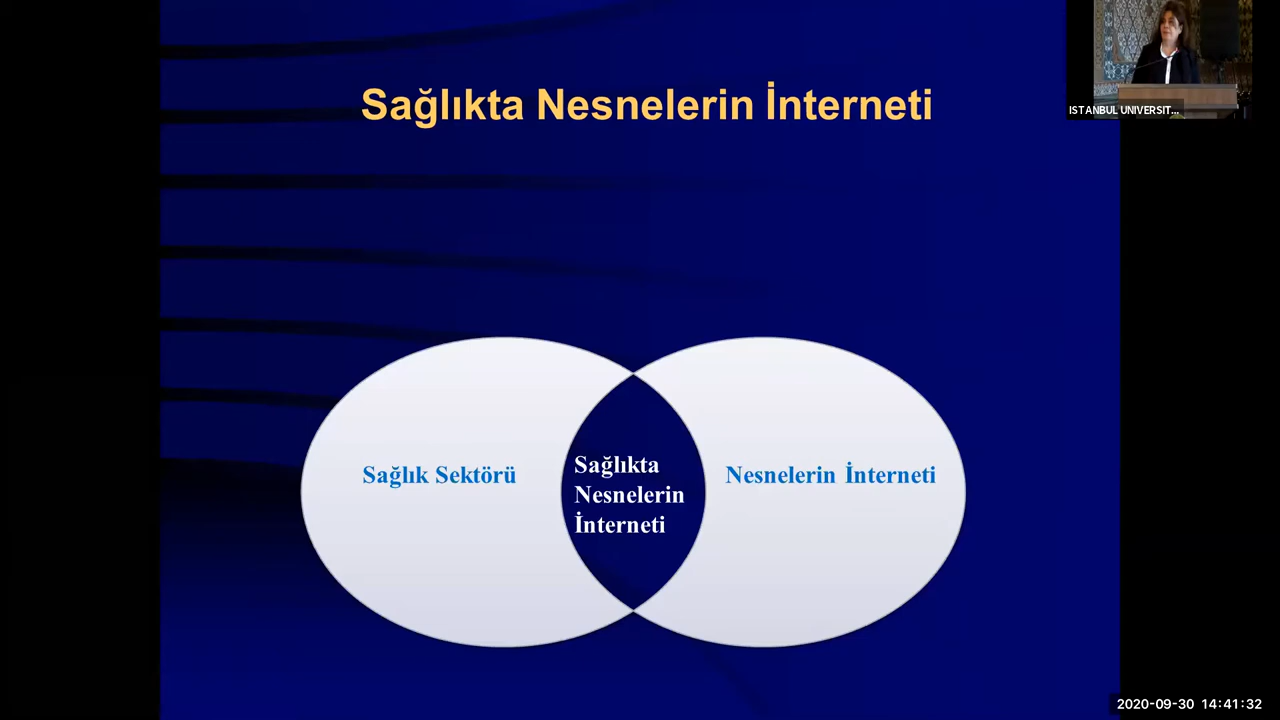 Sağlıkta Nesnelerin İnterneti
ISTANBUL UNIVERSIT...
Sağlık Sektörü
Sağlıkta
Nesnelerin
İnterneti
Nesnelerin İnterneti
2020-09-30 14:41:32